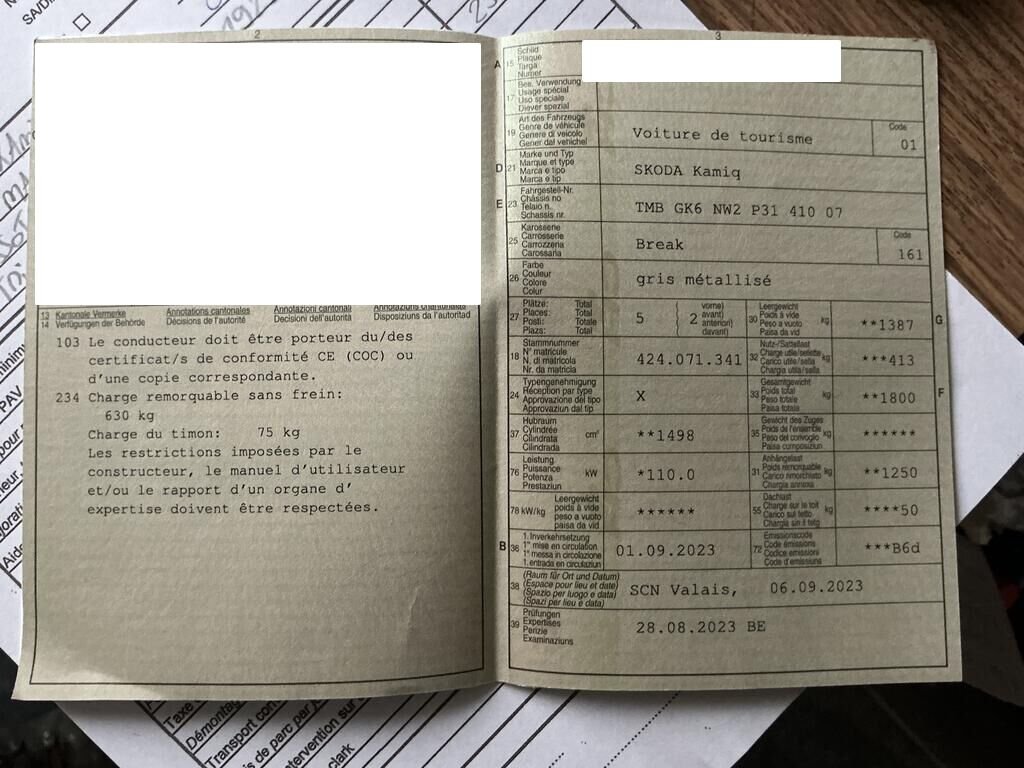 2
13 Kantonale Vermerke Annotations cantonales Annotazioni cantonali Annotaziuns chantunalas
14 Verfügungen der Behörde Décisions de l'autorité Decisioni dell'autorità Disposiziuns da l'autoritad
103 Le conducteur doit être porteur du/des
certificat/s de conformité CE (COC) ou
d'une copie correspondante.
234 Charge remorquable sans frein:
630 kg
Charge du timon: 75 kg
Les restrictions imposées par le
constructeur, le manuel d'utilisateur
et/ou le rapport d'un organe d'
expertise doivent être respectées.
3
A 15 Schild
Plaque
Targa
Numer
17 Bes. Verwendung
Usage spécial
Uso speciale
Diever spezial
19 Art des Fahrzeugs
Genre de véhicule
Genere di veicolo
Gener dal vehichel
Voiture de tourisme
Code
01
D 21 Marke und Typ
Marque et type
Marca e tipo
Marca e tip
SKODA Kamiq
E 23 Fahrgestell-Nr.
Châssis no
Telaio n.
Schassis nr.
TMB GK6 NW2 P31 410 07
25 Karosserie
Carrosserie
Carrozzeria
Carossaria
Break
Code
161
26 Farbe
Couleur
Colore
Colur
gris métallisé
27 Plätze: Total
Places: Total
Posti: Totale
Plazs: Total
5
2
vorne)
avant)
anteriori)
davant)
30 Leergewicht
Poids à vide
Peso a vuoto
Paisa da vid
kg
**1387
G
18 Stammnummer
N° matricule
N. di matricola
Nr. da matricla
424.071.341
32 Nutz-/Sattellast
Charge utile/sellette
Carico utile/sella
Chargia utila/sella
kg
***413
24 Typengenehmigung
Réception par type
Approvazione del tipo
Approvaziun dal tip
X
33 Gesamtgewicht
Poids total
Peso totale
Paisa totala
kg
**1800
F
37 Hubraum
Cylindrée
Cilindrata
Cilindrada
cm³
**1498
35 Gewicht des Zuges
Poids de l'ensemble
Peso del convoglio
Paisa cumposiziun
kg
******
76 Leistung
Puissance
Potenza
Prestaziun
kW
*110.0
31 Anhängelast
Poids remorquable
Carico rimorchiato
Chargia annexa
kg
**1250
78 kW/kg
Leergewicht
poids à vide
peso a vuoto
paisa da vid
******
55 Dachlast
Charge sur le toit
Carico sul tetto
Chargia sin il tetg
kg
****50
B 36 1. Inverkehrsetzung
1re mise en circulation
1a messa in circolazione
1. entrada en circulaziun
01.09.2023
72 Emissionscode
Code émissions
Codice emissioni
Code d'emissiuns
***B6d
38 (Raum für Ort und Datum)
(Espace pour lieu et date)
(Spazio per luogo e data)
(Spazi per lieu e data)
SCN Valais, 06.09.2023
39 Prüfungen
Expertises
Perizie
Examinaziuns
28.08.2023 BE
Taxe
Démontag
Transport con
is de parc par j
intervention sur
clark